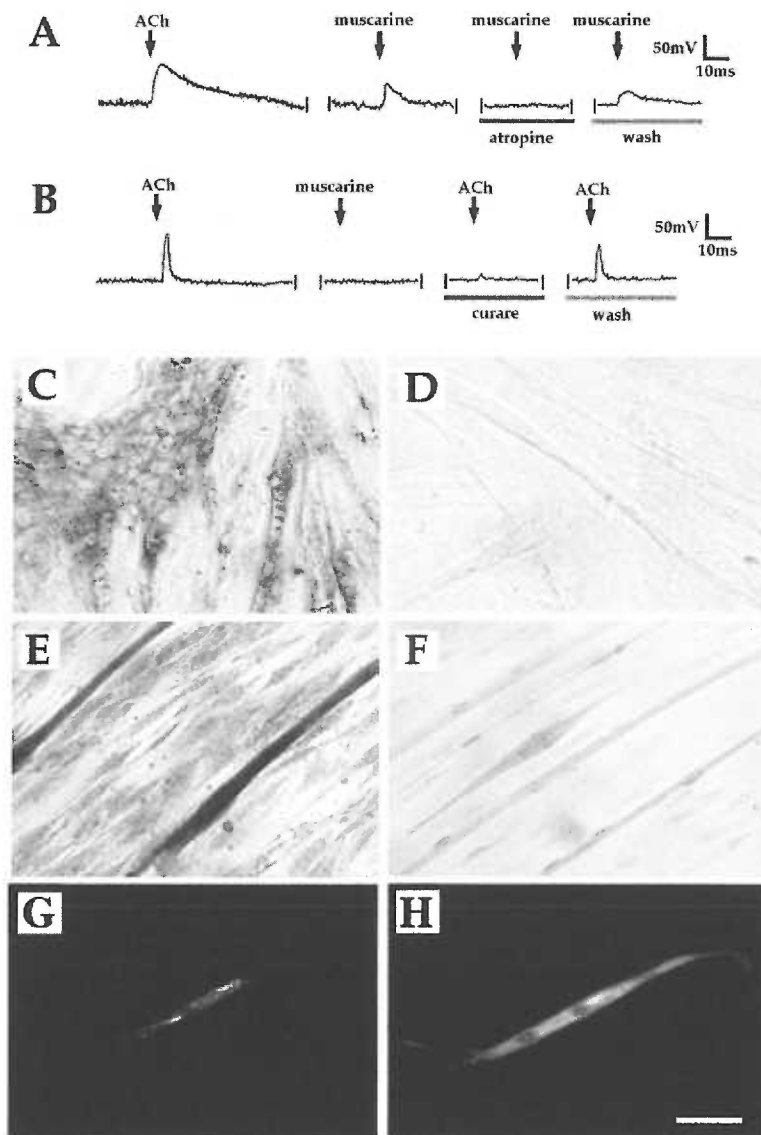 A
ACh
muscarine
muscarine
muscarine
50mV
10ms
atropine
wash
B
ACh
muscarine
ACh
ACh
50mV
10ms
curare
wash
C
D
E
F
G
H